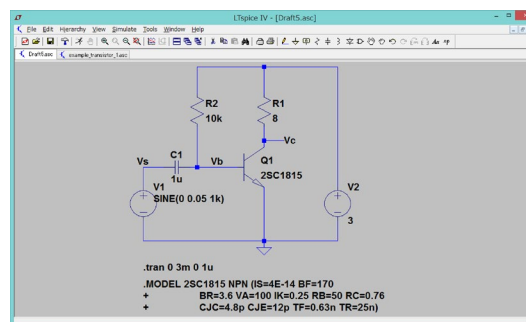 LTspice IV - [Draft5.asc]
File Edit Hierarchy View Simulate Tools Window Help
Draft5.asc example_transistor_1.asc
R2
10k
R1
8
Vc
Vs
C1
1u
Vb
Q1
2SC1815
V1
SINE(0 0.05 1k)
V2
3
.tran 0 3m 0 1u
.MODEL 2SC1815 NPN (IS=4E-14 BF=170
+ BR=3.6 VA=100 IK=0.25 RB=50 RC=0.76
+ CJC=4.8p CJE=12p TF=0.63n TR=25n)